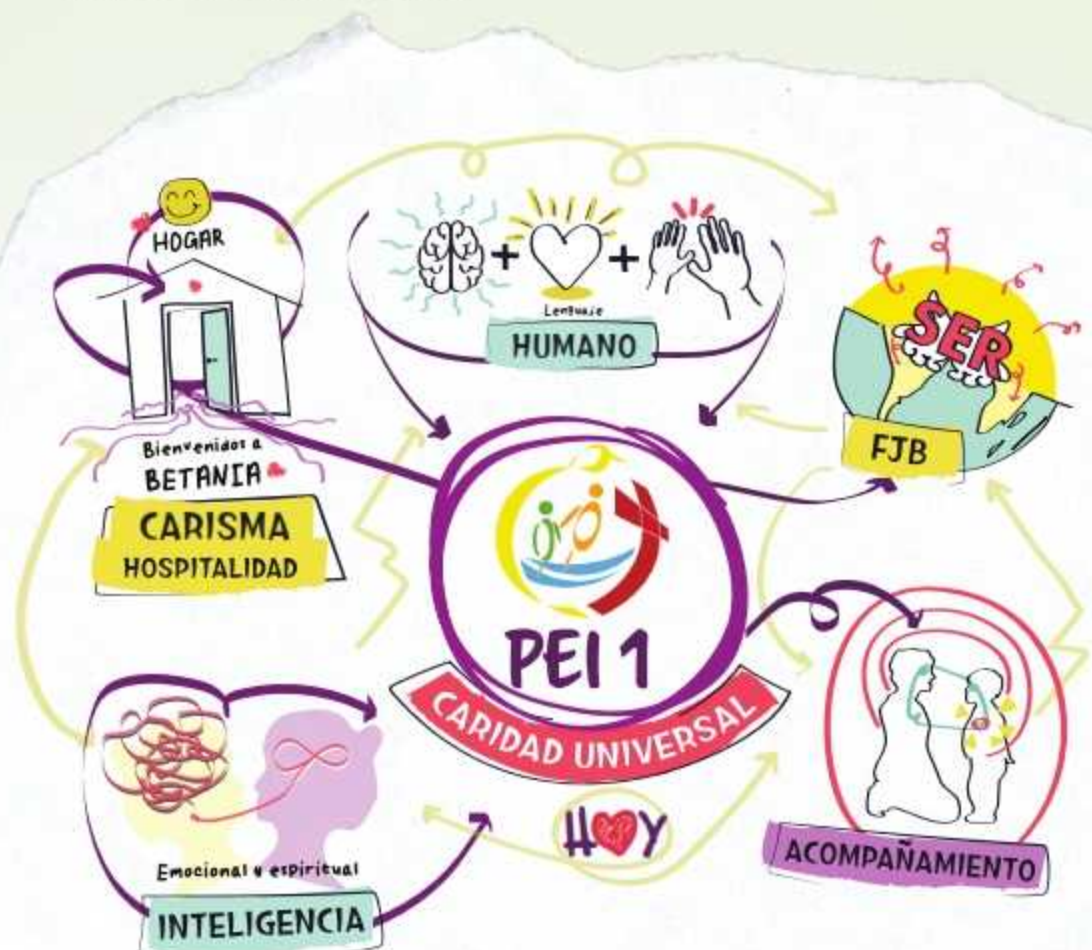 HOGAR
Bienvenidos a
BETANIA
CARISMA
HOSPITALIDAD
+ +
Lenguaje
HUMANO
SER
FJB
PEI 1
CARIDAD UNIVERSAL
HOY
Emocional y espiritual
INTELIGENCIA
ACOMPAÑAMIENTO